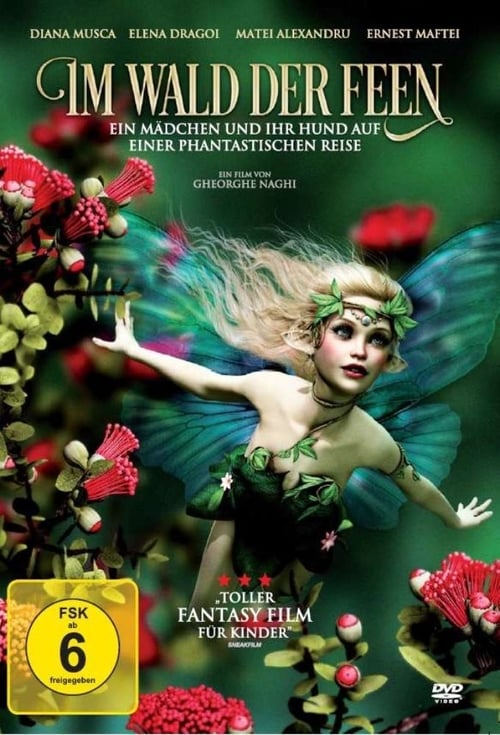 DIANA MUSCA ELENA DRAGOI MATEI ALEXANDRU ERNEST MAFTEI
IM WALD DER FEEN
EIN MÄDCHEN UND IHR HUND AUF
EINER PHANTASTISCHEN REISE
EIN FILM VON
GHEORGHE NAGHI
„TOLLER
FANTASY FILM
FÜR KINDER"
SNEAKFILM
FSK
ab
6
freigegeben
DVD
VIDEO